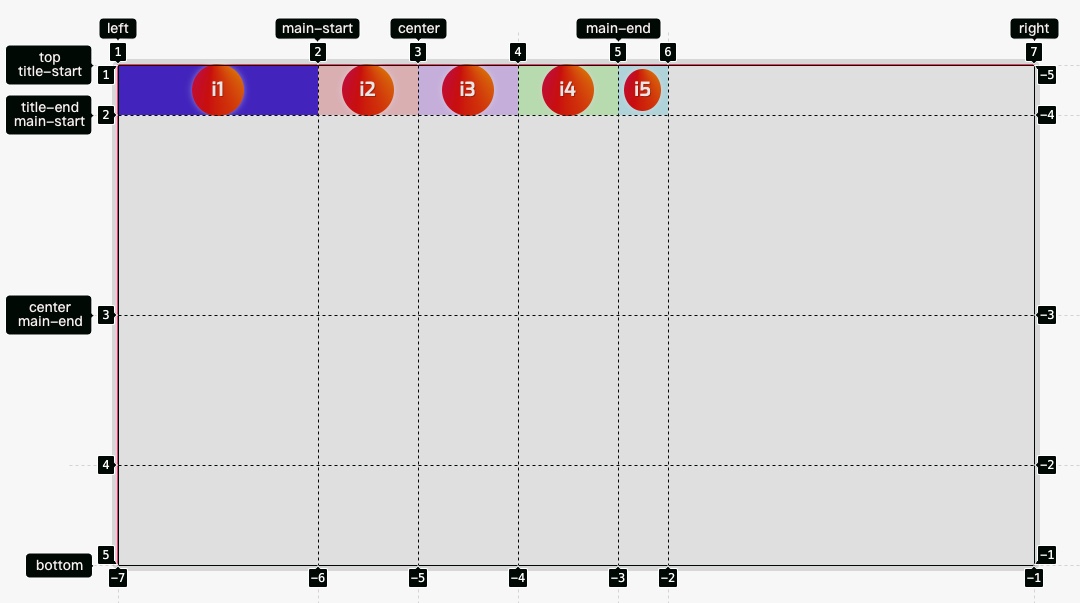 left main–start center main–end right
1 2 3 4 5 6 7
top
title–start
1 i1 i2 i3 i4 i5 –5
title–end
main–start
2 –4
center
main–end
3 –3
4 –2
5 –1
bottom
–7 –6 –5 –4 –3 –2 –1